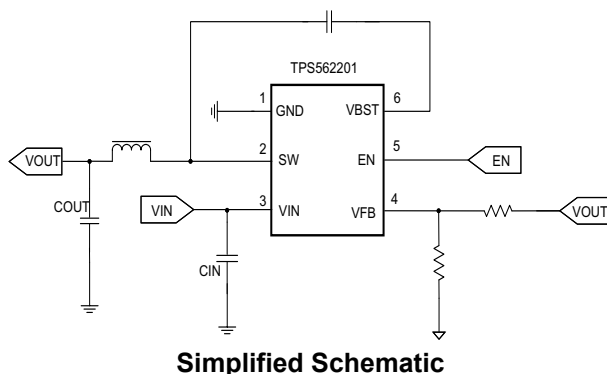 TPS562201
1
GND
VBST
6
2
SW
EN
5
EN
VOUT
COUT
VIN
3
VIN
VFB
4
VOUT
CIN
Simplified Schematic